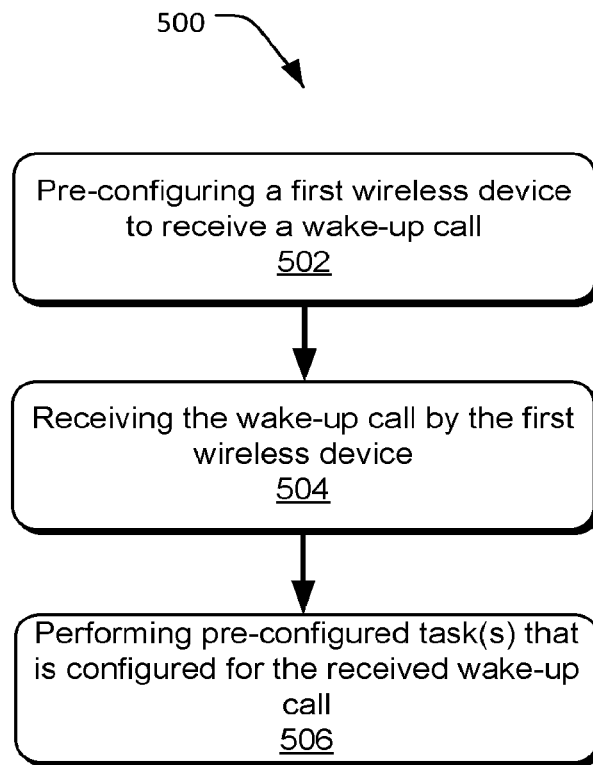 500
Pre-configuring a first wireless device
to receive a wake-up call
502
Receiving the wake-up call by the first
wireless device
504
Performing pre-configured task(s) that
is configured for the received wake-up
call
506